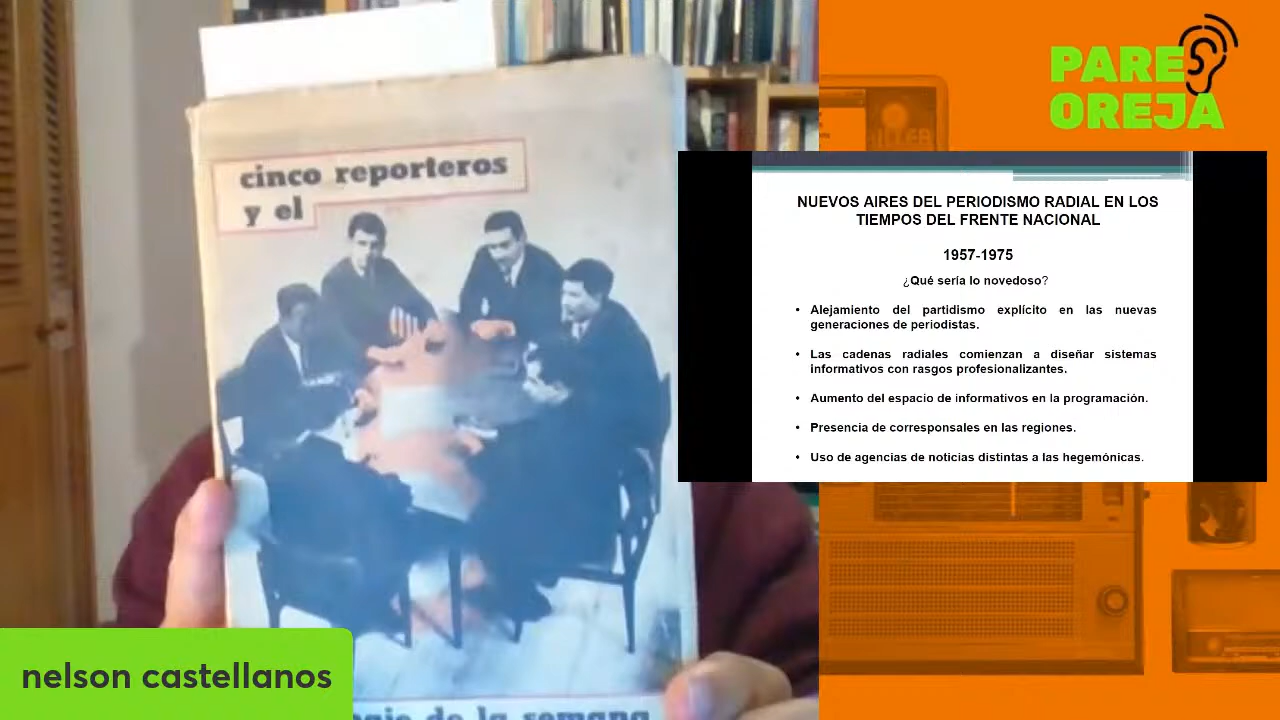 cinco reporteros
y el
de la semana
nelson castellanos
PARE
OREJA
NUEVOS AIRES DEL PERIODISMO RADIAL EN LOS
TIEMPOS DEL FRENTE NACIONAL
1957-1975
¿Qué sería lo novedoso?
• Alejamiento del partidismo explícito en las nuevas
generaciones de periodistas.
• Las cadenas radiales comienzan a diseñar sistemas
informativos con rasgos profesionalizantes.
• Aumento del espacio de informativos en la programación.
• Presencia de corresponsales en las regiones.
• Uso de agencias de noticias distintas a las hegemónicas.